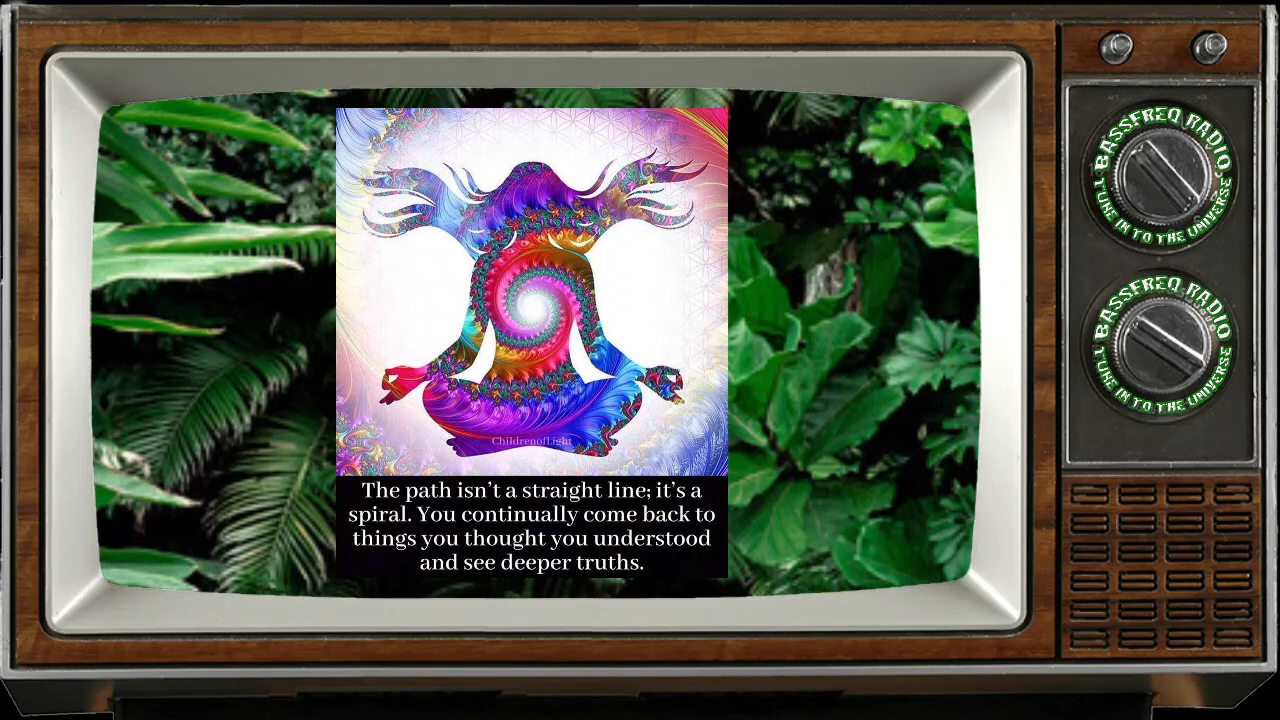 ChildrenofLight
The path isn't a straight line; it's a
spiral. You continually come back to
things you thought you understood
and see deeper truths.
BASSFREQ RADIO
TUNE IN TO THE UNIVERSE
BASSFREQ RADIO
TUNE IN TO THE UNIVERSE